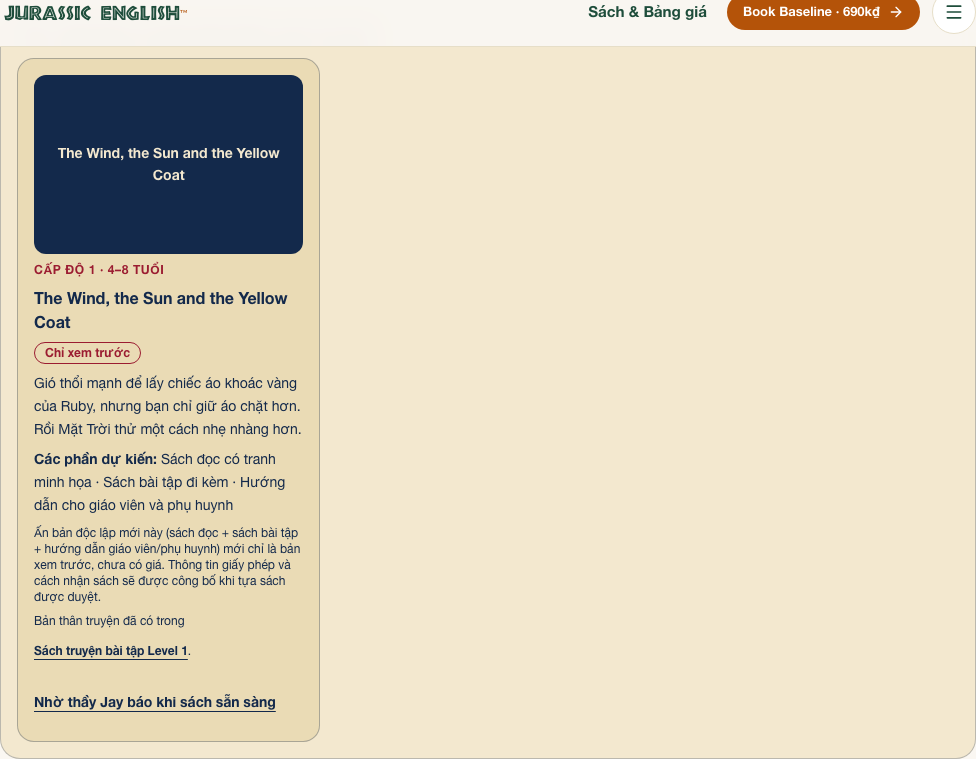 JURASSIC ENGLISH™
Sách & Bảng giá
Book Baseline · 690k₫ →
The Wind, the Sun and the Yellow
Coat
CẤP ĐỘ 1 · 4–8 TUỔI
The Wind, the Sun and the Yellow
Coat
Chỉ xem trước
Gió thổi mạnh để lấy chiếc áo khoác vàng
của Ruby, nhưng bạn chỉ giữ áo chặt hơn.
Rồi Mặt Trời thử một cách nhẹ nhàng hơn.
Các phần dự kiến: Sách đọc có tranh
minh họa · Sách bài tập đi kèm · Hướng
dẫn cho giáo viên và phụ huynh
Ấn bản độc lập mới này (sách đọc + sách bài tập
+ hướng dẫn giáo viên/phụ huynh) mới chỉ là bản
xem trước, chưa có giá. Thông tin giấy phép và
cách nhận sách sẽ được công bố khi tựa sách
được duyệt.
Bản thân truyện đã có trong
Sách truyện bài tập Level 1.
Nhờ thầy Jay báo khi sách sẵn sàng